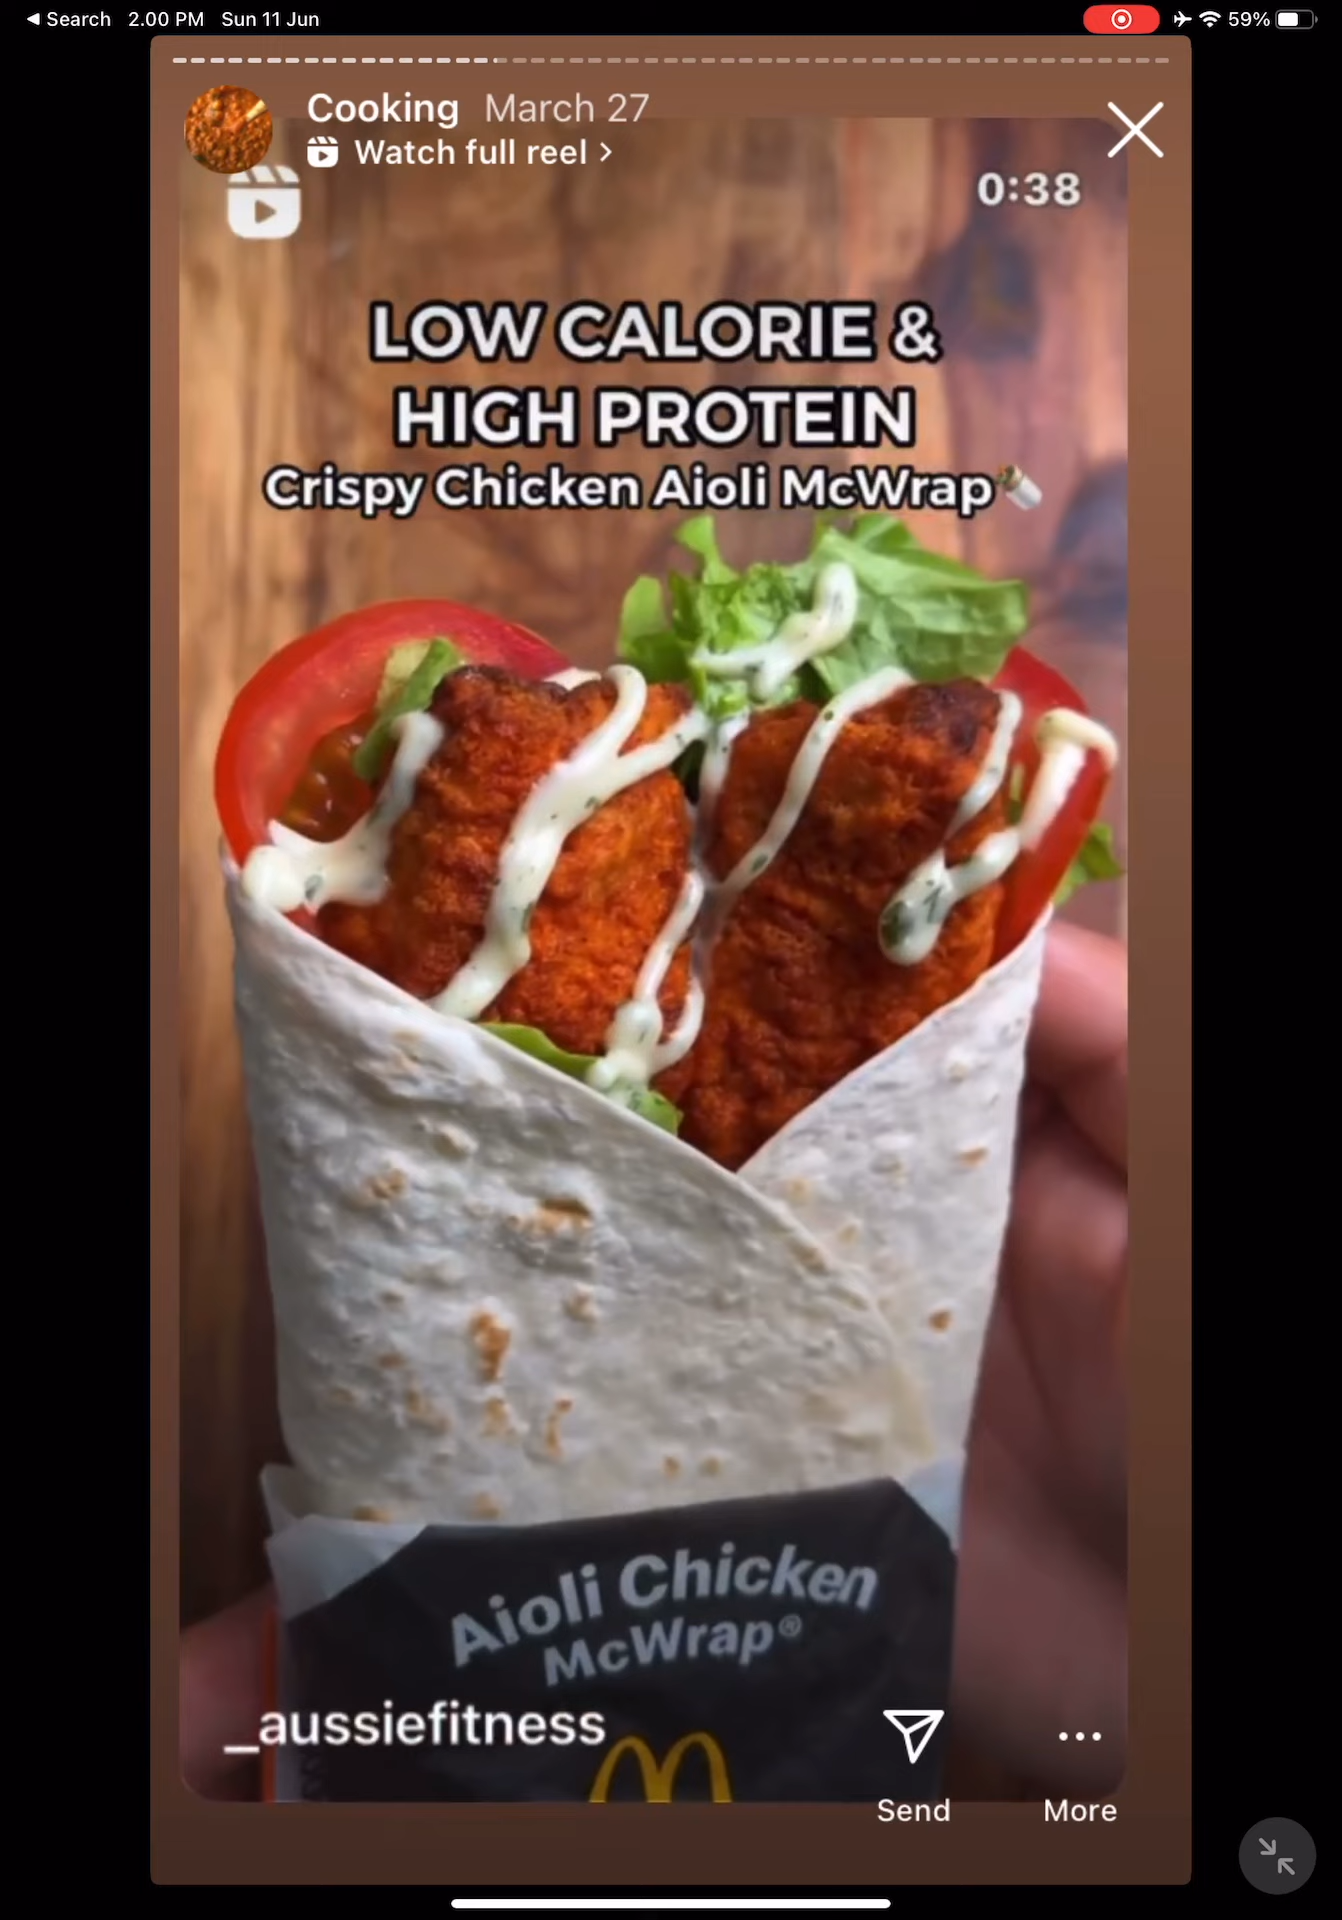 ◀ Search 2.00 PM Sun 11 Jun
59%
Cooking March 27
Watch full reel >
0:38
LOW CALORIE &
HIGH PROTEIN
Crispy Chicken Aioli McWrap
Aioli Chicken
McWrap®
_aussiefitness
Send
More